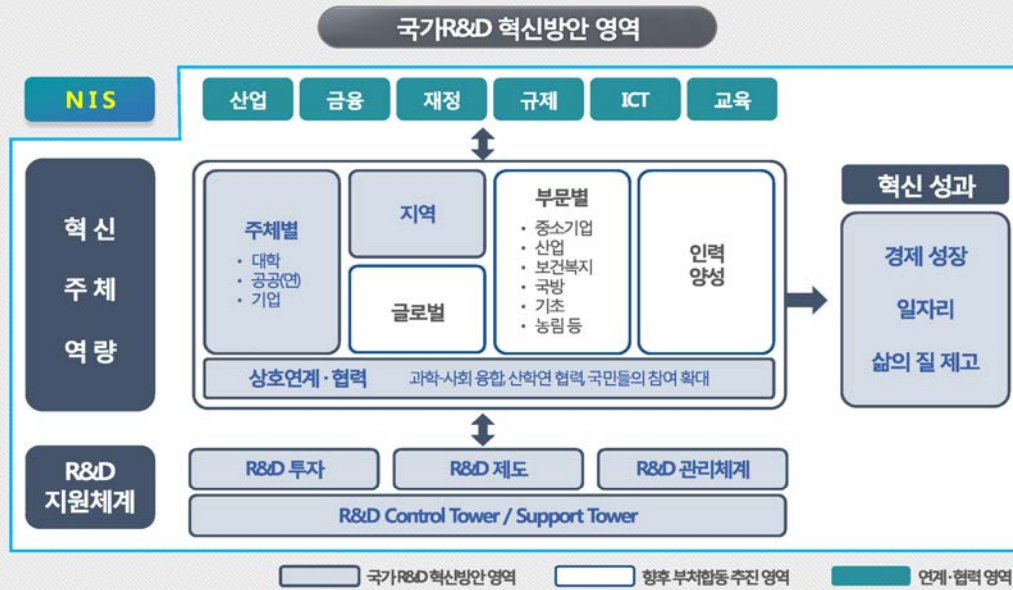 국가R&D 혁신방안 영역
NIS
산업
금융
재정
규제
ICT
교육
혁신
주체
역량
주체별
• 대학
• 공공(연)
• 기업
지역
글로벌
부문별
• 중소기업
• 산업
• 보건복지
• 국방
• 기초
• 농림 등
인력
양성
상호연계·협력
과학-사회 융합, 산학연 협력, 국민들의 참여 확대
혁신 성과
경제 성장
일자리
삶의 질 제고
R&D
지원체계
R&D 투자
R&D 제도
R&D 관리체계
R&D Control Tower / Support Tower
국가R&D 혁신방안 영역
향후 부처합동 추진 영역
연계·협력 영역